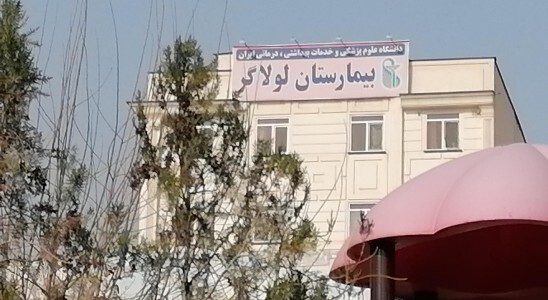 دانشگاه علوم پزشکی و خدمات بهداشتی ، درمانی ایران
بیمارستان لولاگر